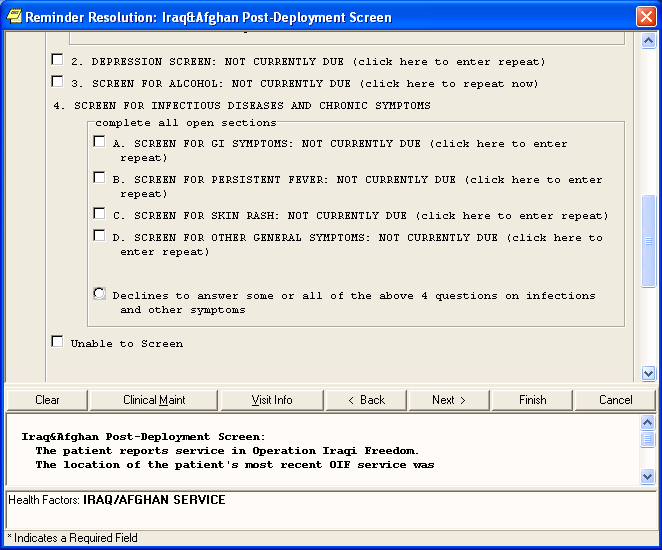 Reminder Resolution: Iraq&Afghan Post-Deployment Screen
2. DEPRESSION SCREEN: NOT CURRENTLY DUE (click here to enter repeat)
3. SCREEN FOR ALCOHOL: NOT CURRENTLY DUE (click here to repeat now)
4. SCREEN FOR INFECTIOUS DISEASES AND CHRONIC SYMPTOMS
complete all open sections
A. SCREEN FOR GI SYMPTOMS: NOT CURRENTLY DUE (click here to enter
repeat)
B. SCREEN FOR PERSISTENT FEVER: NOT CURRENTLY DUE (click here to enter
repeat)
C. SCREEN FOR SKIN RASH: NOT CURRENTLY DUE (click here to enter repeat)
D. SCREEN FOR OTHER GENERAL SYMPTOMS: NOT CURRENTLY DUE (click here to
enter repeat)
Declines to answer some or all of the above 4 questions on infections
and other symptoms
Unable to Screen
Clear Clinical Maint Visit Info < Back Next > Finish Cancel
Iraq&Afghan Post-Deployment Screen:
The patient reports service in Operation Iraqi Freedom.
The location of the patient's most recent OIF service was
Health Factors: IRAQ/AFGHAN SERVICE
* Indicates a Required Field